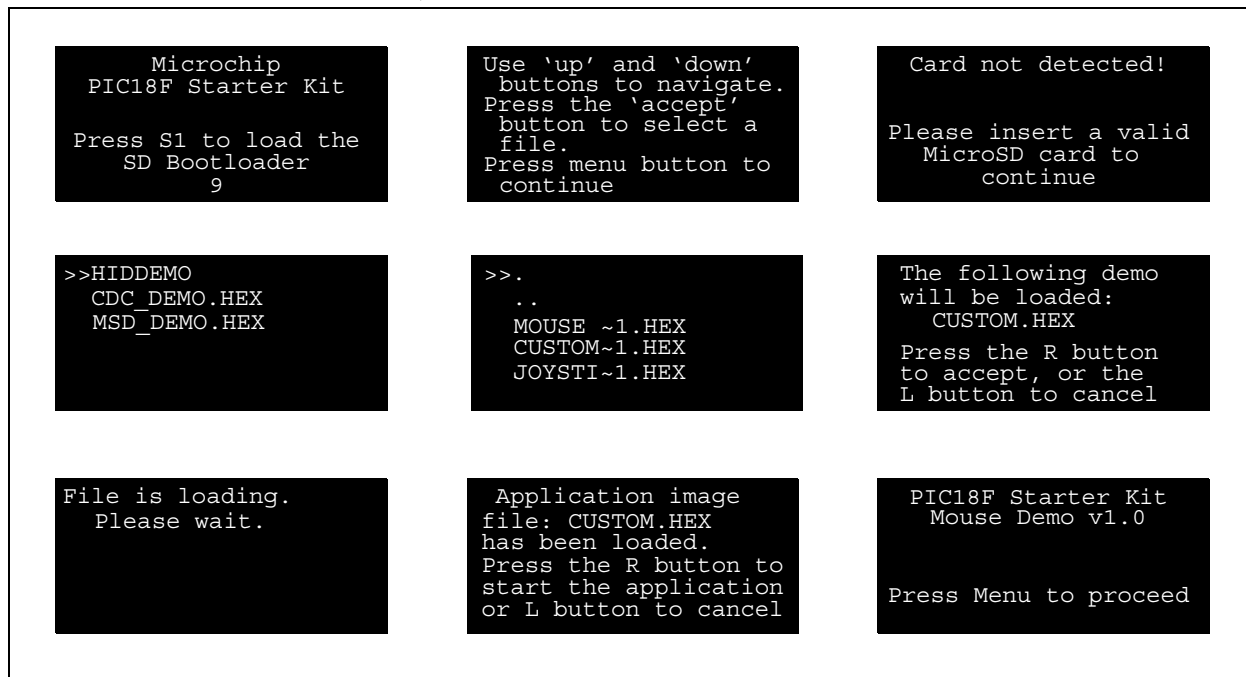 Microchip
PIC18F Starter Kit
Press S1 to load the
SD Bootloader
9
Use ‘up’ and ‘down’
buttons to navigate.
Press the ‘accept’
button to select a
file.
Press menu button to
continue
Card not detected!
Please insert a valid
MicroSD card to
continue
>>HIDDEMO
CDC_DEMO.HEX
MSD_DEMO.HEX
>>.
..
MOUSE ~1.HEX
CUSTOM~1.HEX
JOYSTI~1.HEX
The following demo
will be loaded:
CUSTOM.HEX
Press the R button
to accept, or the
L button to cancel
File is loading.
Please wait.
Application image
file: CUSTOM.HEX
has been loaded.
Press the R button to
start the application
or L button to cancel
PIC18F Starter Kit
Mouse Demo v1.0
Press Menu to proceed